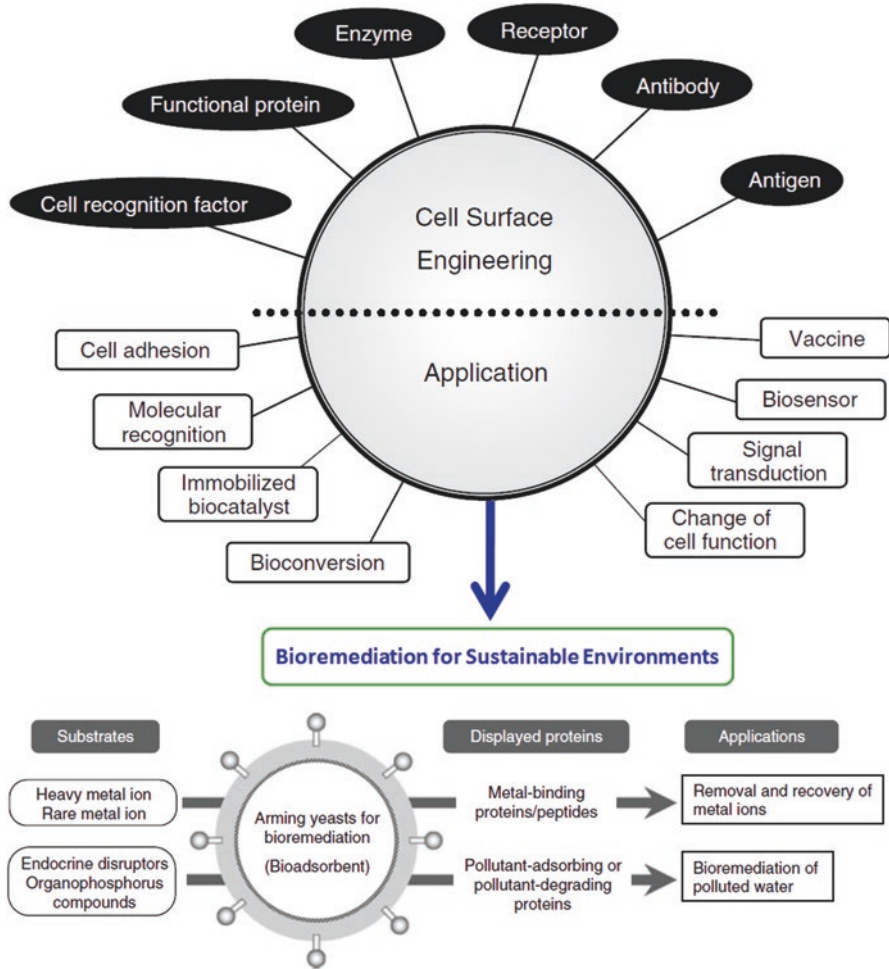 Enzyme
Receptor
Functional protein
Antibody
Cell recognition factor
Antigen
Cell Surface
Engineering
Application
Cell adhesion
Molecular
recognition
Immobilized
biocatalyst
Bioconversion
Vaccine
Biosensor
Signal
transduction
Change of
cell function
Bioremediation for Sustainable Environments
Substrates
Displayed proteins
Applications
Heavy metal ion
Rare metal ion
Endocrine disruptors
Organophosphorus
compounds
Arming yeasts for
bioremediation
(Bioadsorbent)
Metal-binding
proteins/peptides
Removal and recovery of
metal ions
Pollutant-adsorbing or
pollutant-degrading
proteins
Bioremediation of
polluted water